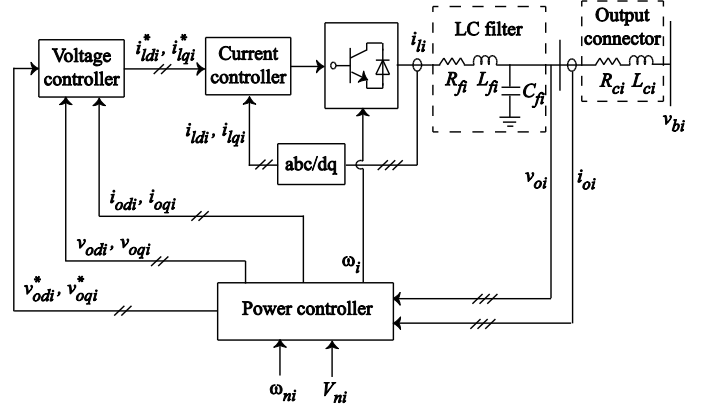 Output
connector
LC filter
Voltage
controller
i*ldi, i*lqi
Current
controller
ili
Rfi Lfi
Cfi
Rci Lci
vbi
ildi, ilqi
abc/dq
voi
ioi
iodi, ioqi
vodi, voqi
ωi
v*odi, v*oqi
Power controller
ωni
Vni